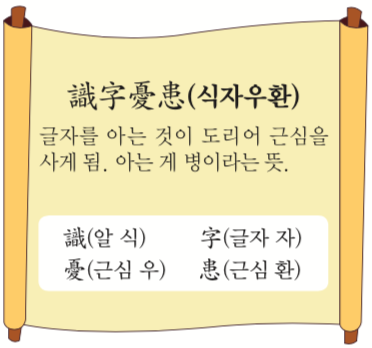 識字憂患(식자우환)
글자를 아는 것이 도리어 근심을
사게 됨. 아는 게 병이라는 뜻.
識(알 식) 字(글자 자)
憂(근심 우) 患(근심 환)